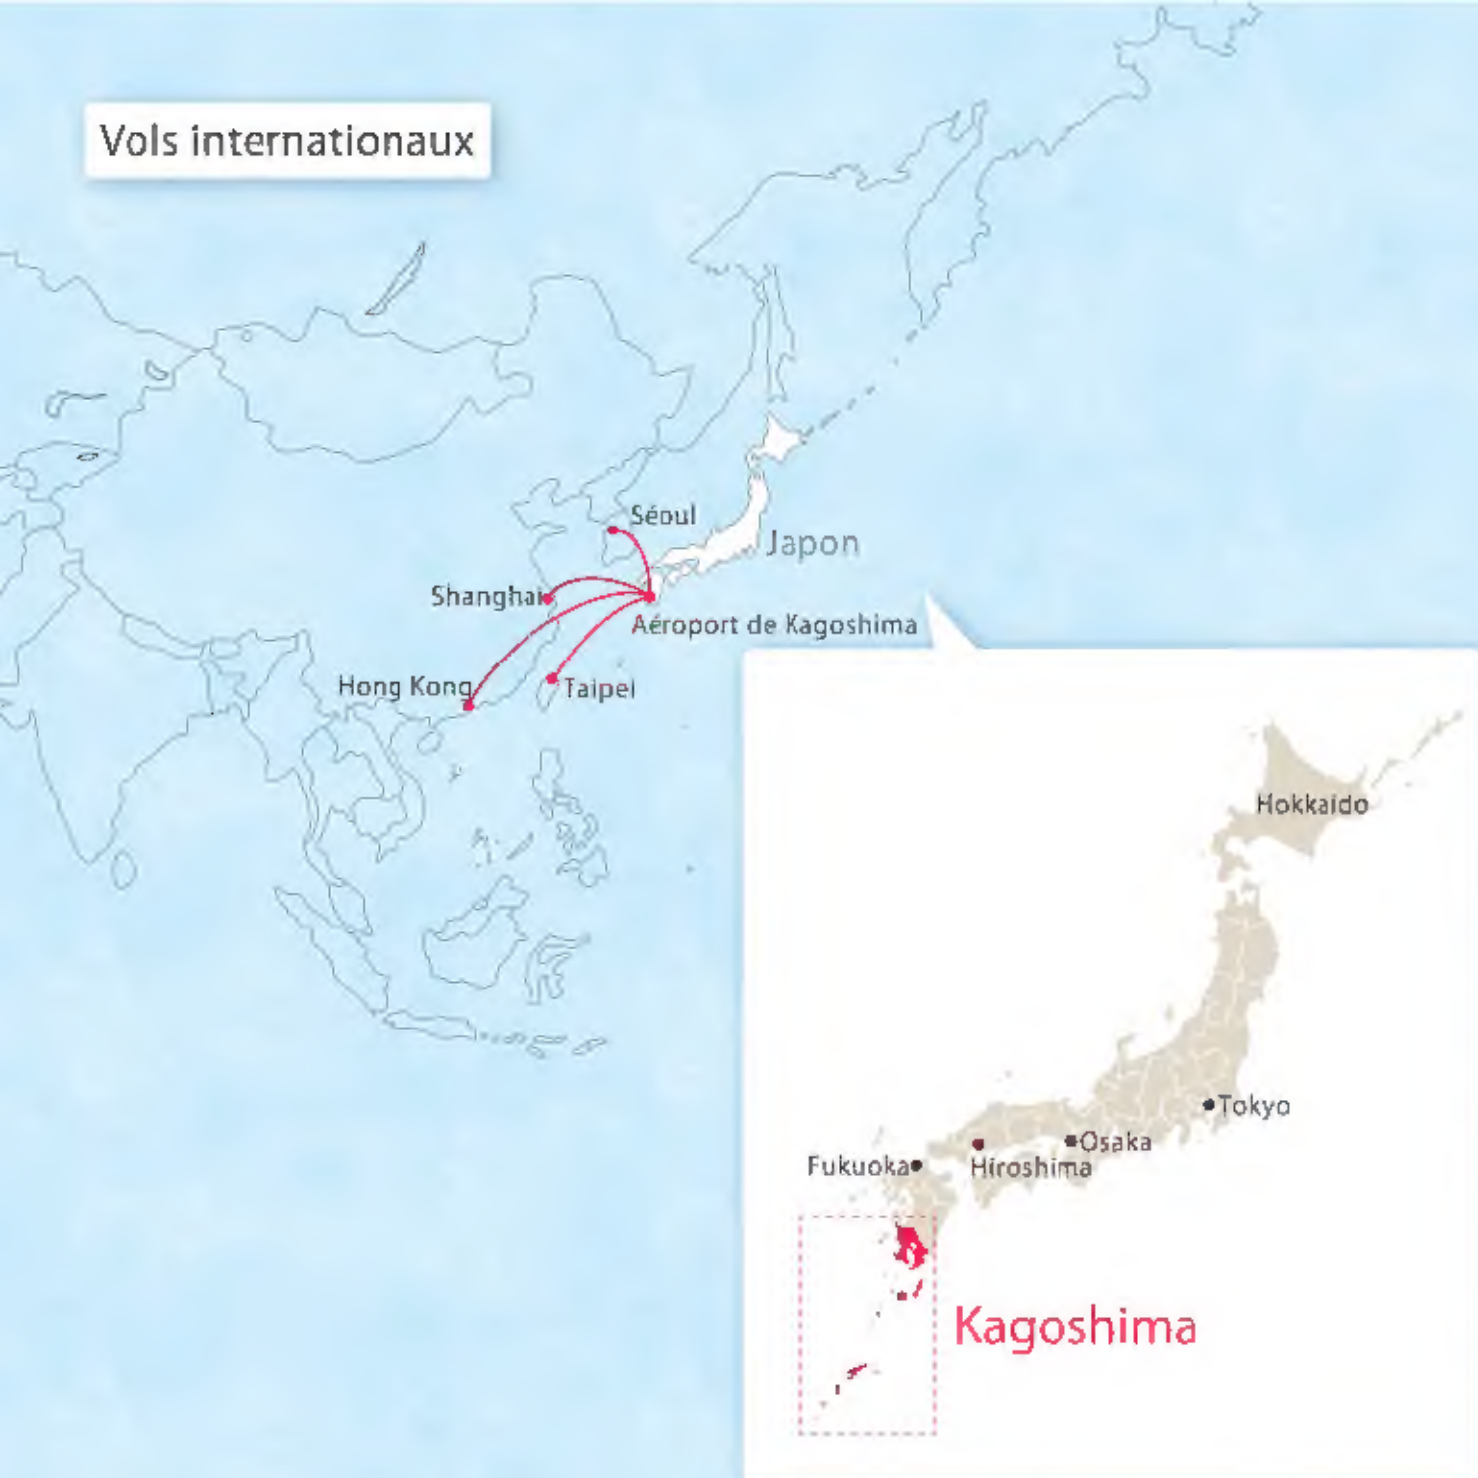 Vols internationaux
Séoul
Japon
Shanghai
Aéroport de Kagoshima
Hong Kong
Taipei
Hokkaido
Tokyo
Osaka
Fukuoka
Hiroshima
Kagoshima